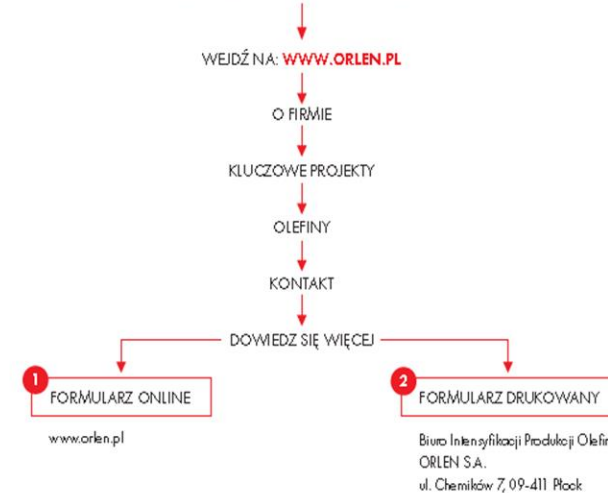 WEJDŹ NA: WWW.ORLEN.PL
O FIRMIE
KLUCZOWE PROJEKTY
OLEFINY
KONTAKT
DOWIEDZ SIĘ WIĘCEJ
1
FORMULARZ ONLINE
www.orlen.pl
2
FORMULARZ DRUKOWANY
Biuro Intensyfikacji Produkcji Olefin
ORLEN S.A.
ul. Chemików 7, 09-411 Płock